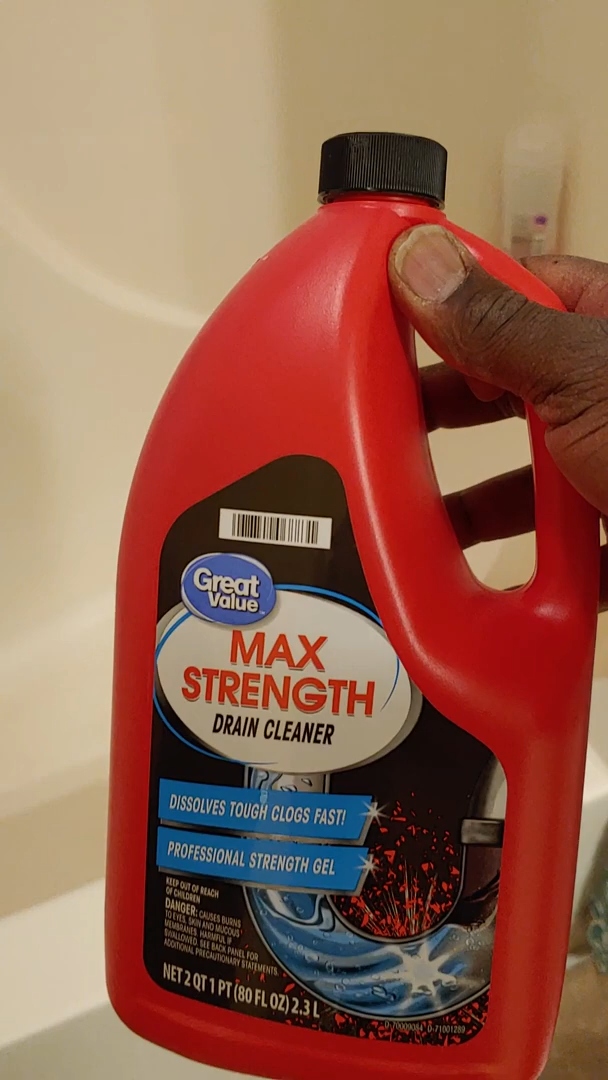 Great
Value™
MAX
STRENGTH
DRAIN CLEANER
DISSOLVES TOUGH CLOGS FAST!
PROFESSIONAL STRENGTH GEL
KEEP OUT OF REACH
OF CHILDREN
DANGER: CAUSES BURNS
TO EYES, SKIN AND MUCOUS
MEMBRANES. HARMFUL IF
SWALLOWED. SEE BACK PANEL FOR
ADDITIONAL PRECAUTIONARY STATEMENTS.
NET 2 QT 1 PT (80 FL OZ) 2.3 L